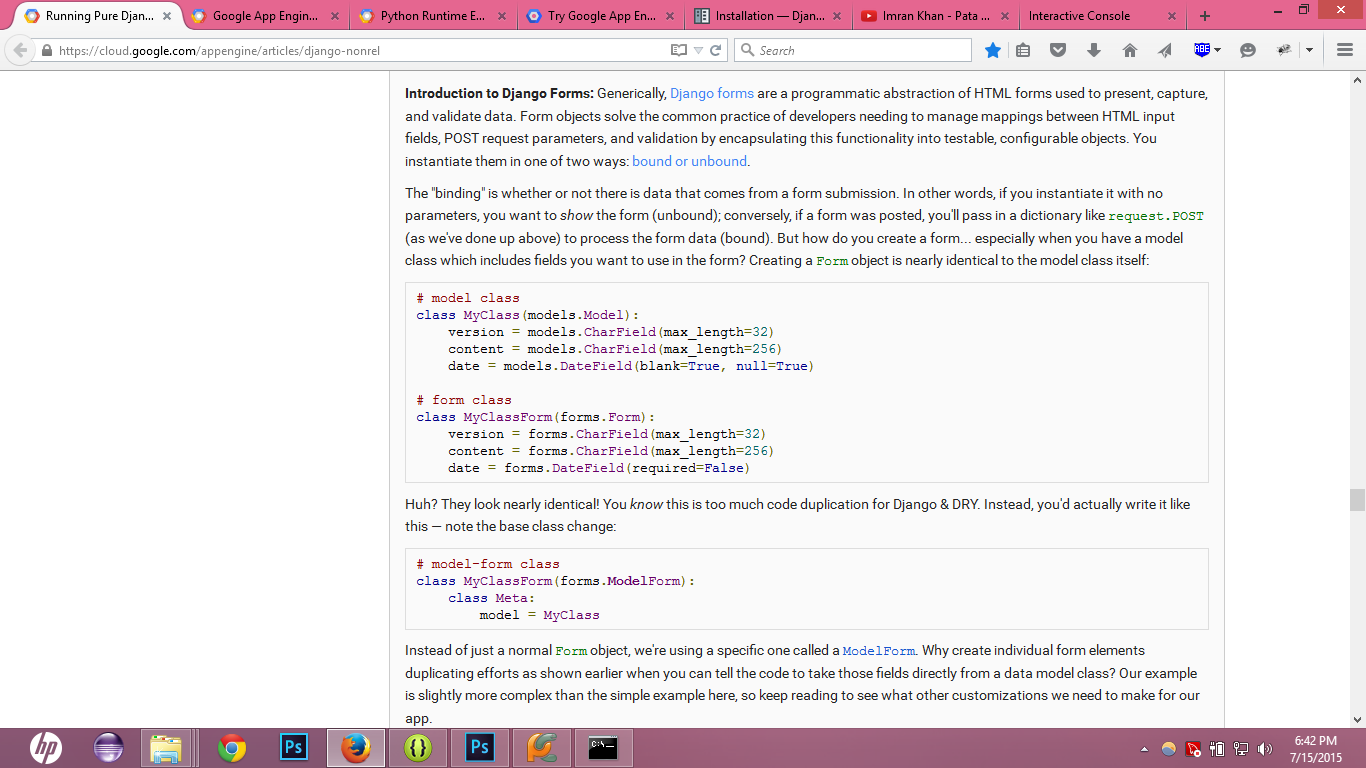 Running Pure Djan...
Google App Engin...
Python Runtime E...
Try Google App En...
Installation — Djan...
Imran Khan - Pata ...
Interactive Console
https://cloud.google.com/appengine/articles/django-nonrel
Search
ABE
Introduction to Django Forms: Generically, Django forms are a programmatic abstraction of HTML forms used to present, capture,
and validate data. Form objects solve the common practice of developers needing to manage mappings between HTML input
fields, POST request parameters, and validation by encapsulating this functionality into testable, configurable objects. You
instantiate them in one of two ways: bound or unbound.
The "binding" is whether or not there is data that comes from a form submission. In other words, if you instantiate it with no
parameters, you want to show the form (unbound); conversely, if a form was posted, you'll pass in a dictionary like request.POST
(as we've done up above) to process the form data (bound). But how do you create a form... especially when you have a model
class which includes fields you want to use in the form? Creating a Form object is nearly identical to the model class itself:
# model class
class MyClass(models.Model):
    version = models.CharField(max_length=32)
    content = models.CharField(max_length=256)
    date = models.DateField(blank=True, null=True)
# form class
class MyClassForm(forms.Form):
    version = forms.CharField(max_length=32)
    content = forms.CharField(max_length=256)
    date = forms.DateField(required=False)
Huh? They look nearly identical! You know this is too much code duplication for Django & DRY. Instead, you'd actually write it like
this — note the base class change:
# model-form class
class MyClassForm(forms.ModelForm):
    class Meta:
        model = MyClass
Instead of just a normal Form object, we're using a specific one called a ModelForm. Why create individual form elements
duplicating efforts as shown earlier when you can tell the code to take those fields directly from a data model class? Our example
is slightly more complex than the simple example here, so keep reading to see what other customizations we need to make for our
app.
hp
Ps
{}
Ps
C:\
6:42 PM
7/15/2015